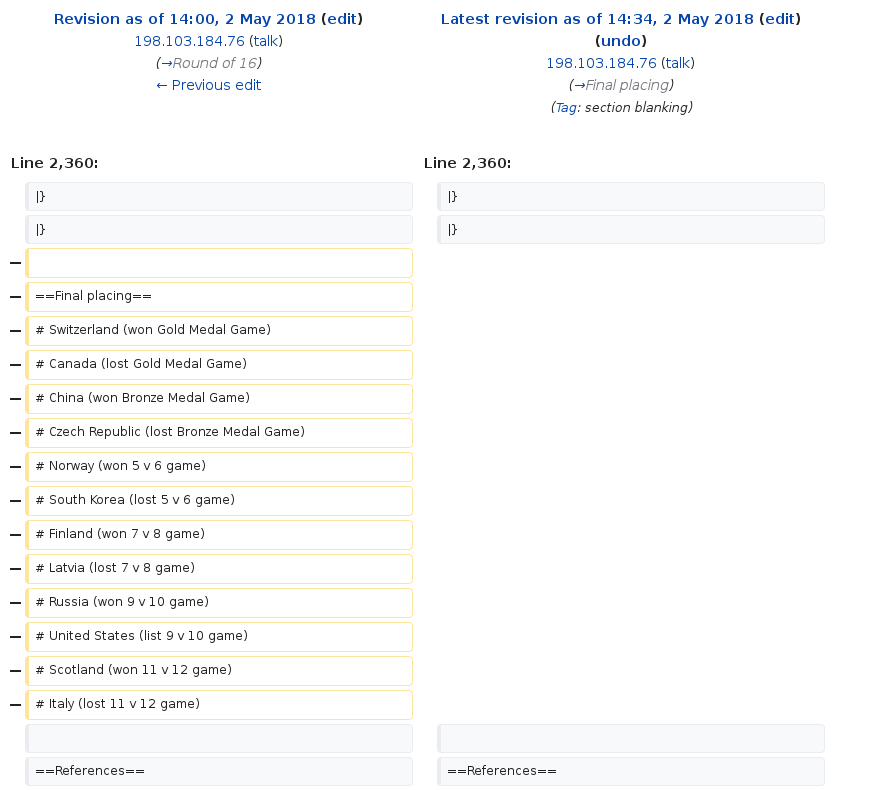 Revision as of 14:00, 2 May 2018 (edit)
198.103.184.76 (talk)
(→Round of 16)
← Previous edit
Latest revision as of 14:34, 2 May 2018 (edit)
(undo)
198.103.184.76 (talk)
(→Final placing)
(Tag: section blanking)
Line 2,360:
Line 2,360:
|}
|}
|}
|}
−
− ==Final placing==
− # Switzerland (won Gold Medal Game)
− # Canada (lost Gold Medal Game)
− # China (won Bronze Medal Game)
− # Czech Republic (lost Bronze Medal Game)
− # Norway (won 5 v 6 game)
− # South Korea (lost 5 v 6 game)
− # Finland (won 7 v 8 game)
− # Latvia (lost 7 v 8 game)
− # Russia (won 9 v 10 game)
− # United States (list 9 v 10 game)
− # Scotland (won 11 v 12 game)
− # Italy (lost 11 v 12 game)
==References==
==References==